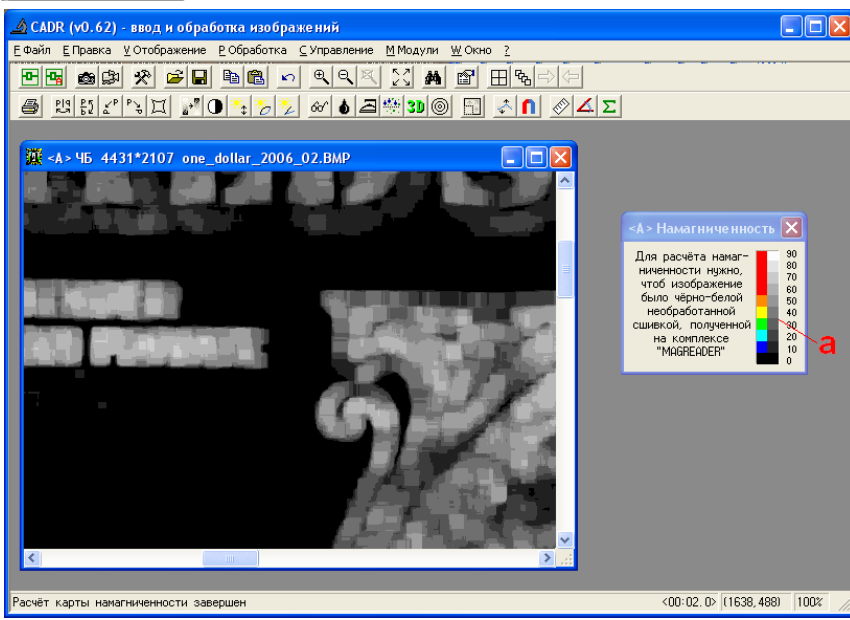 CADR (v0.62) - ввод и обработка изображений
F Файл E Правка V Отображение P Обработка C Управление M Модули W Окно ?
3D
<A> ЧБ 4431*2107 one_dollar_2006_02.BMP
<A> Намагниченность
Для расчёта намаг-
ниченности нужно,
чтоб изображение
было чёрно-белой
необработанной
сшивкой, полученной
на комплексе
"MAGREADER"
90
80
70
60
50
40
30
20
10
0
a
Расчёт карты намагниченности завершен
<00:02.0> (1638,488) 100%